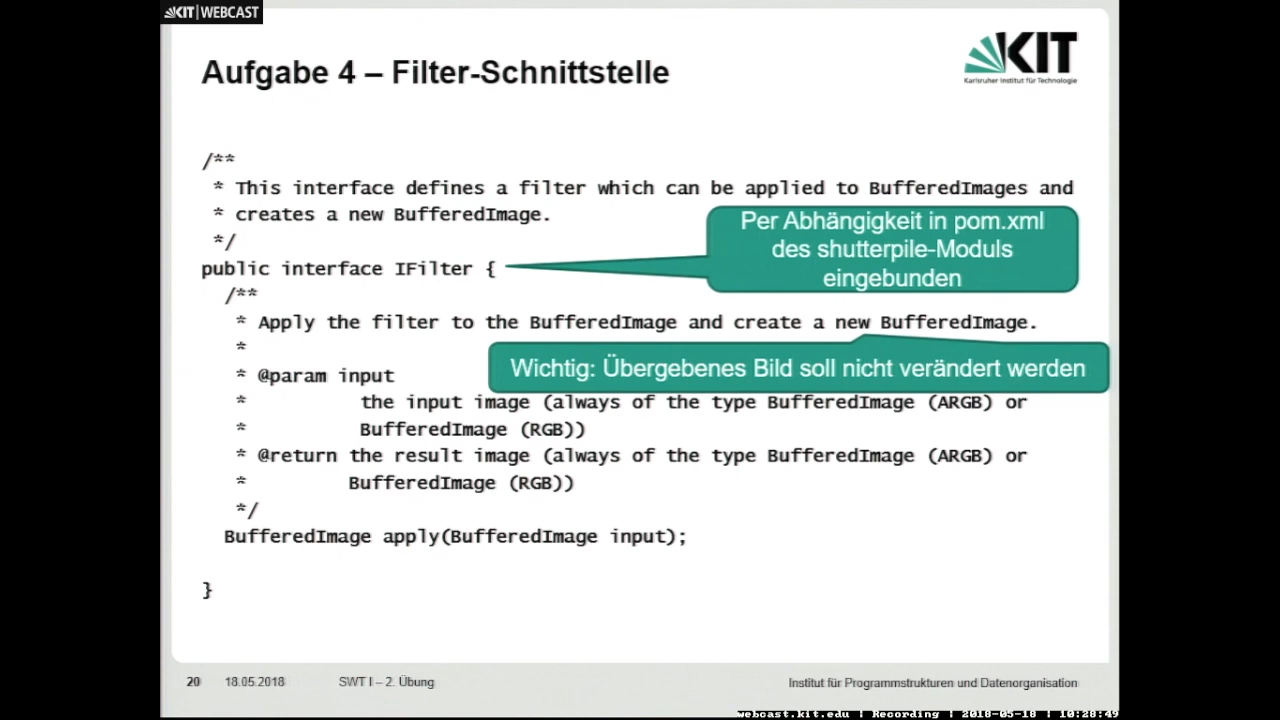 KIT|WEBCAST
Aufgabe 4 – Filter-Schnittstelle
KIT
Karlsruher Institut für Technologie
/**
* This interface defines a filter which can be applied to BufferedImages and
* creates a new BufferedImage.
*/
public interface IFilter {
Per Abhängigkeit in pom.xml
des shutterpile-Moduls
eingebunden
/**
* Apply the filter to the BufferedImage and create a new BufferedImage.
*
Wichtig: Übergebenes Bild soll nicht verändert werden
* @param input
* the input image (always of the type BufferedImage (ARGB) or
* BufferedImage (RGB))
* @return the result image (always of the type BufferedImage (ARGB) or
* BufferedImage (RGB))
*/
BufferedImage apply(BufferedImage input);
}
20 18.05.2018 SWT I – 2. Übung Institut für Programmstrukturen und Datenorganisation
webcast.kit.edu | Recording | 2018-05-18 | 10:28:49